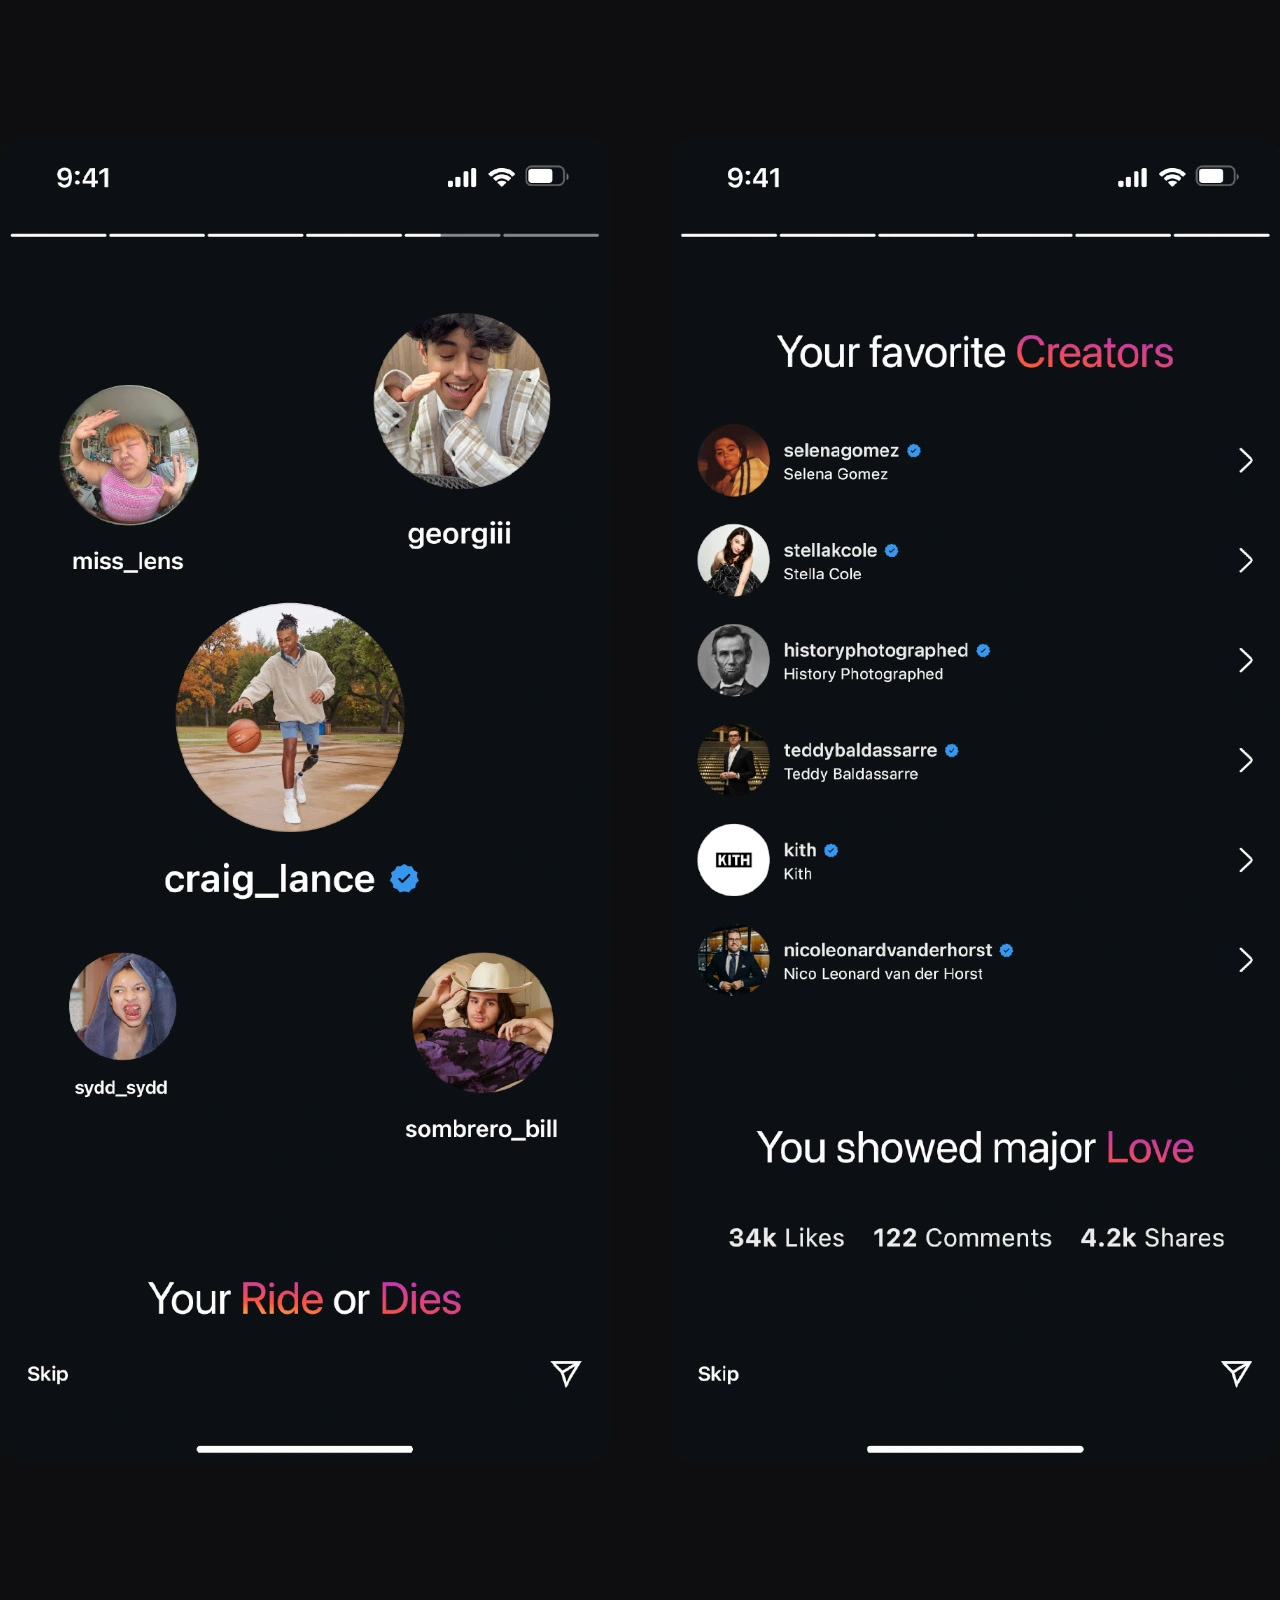 9:41
miss_lens
georgiii
craig_lance
sydd_sydd
sombrero_bill
Your Ride or Dies
Skip
9:41
Your favorite Creators
selenagomez
Selena Gomez
stellakcole
Stella Cole
historyphotographed
History Photographed
teddybaldassarre
Teddy Baldassarre
KITH
kith
Kith
nicoleonardvanderhorst
Nico Leonard van der Horst
You showed major Love
34k Likes 122 Comments 4.2k Shares
Skip